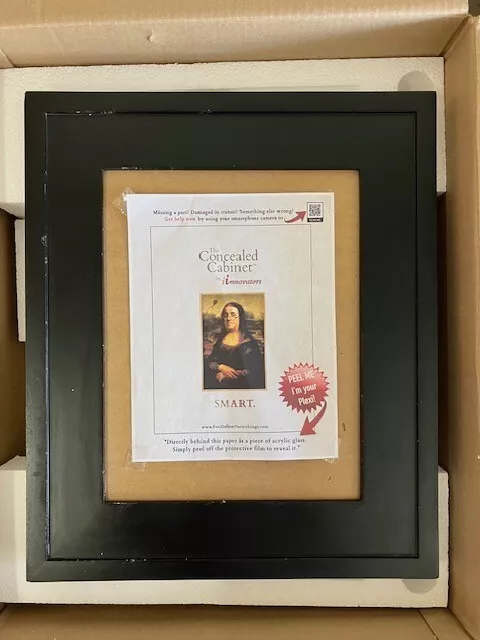 Missing a part? Damaged in transit? Something else wrong?
Get help now by using your smartphone camera to
The
Concealed
Cabinet™
by iinnovators
SMART.
PEEL ME
I'm your
Plexi!
"Directly behind this paper is a piece of acrylic glass.
Simply peel off the protective film to reveal it."